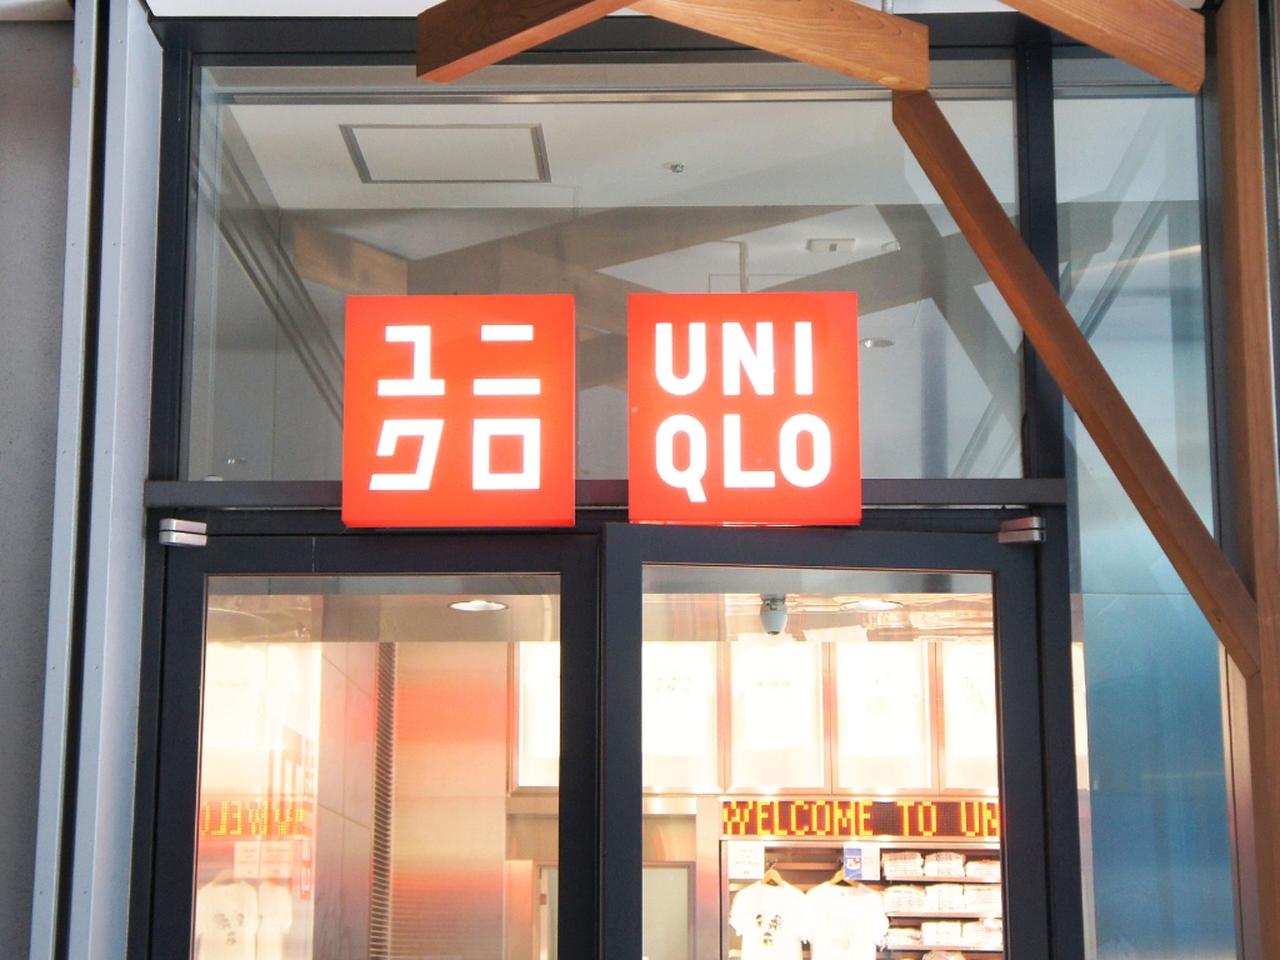 ユニ
クロ
UNI
QLO
WELCOME TO UN